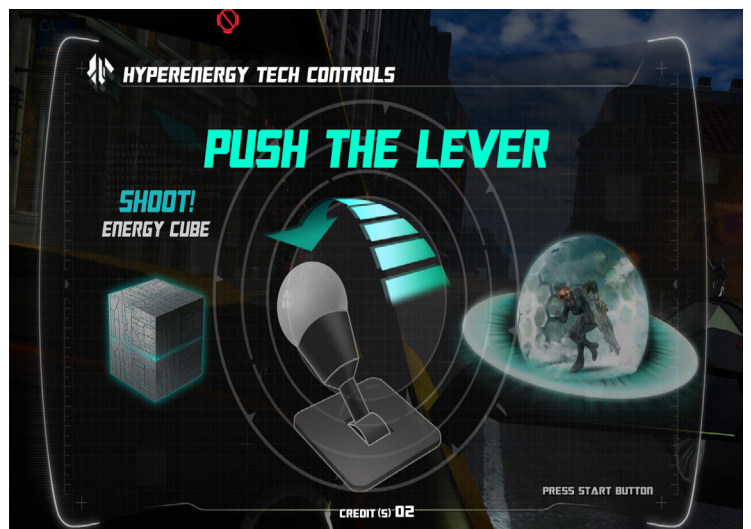 HYPERENERGY TECH CONTROLS
PUSH THE LEVER
SHOOT!
ENERGY CUBE
PRESS START BUTTON
CREDIT(S) 02